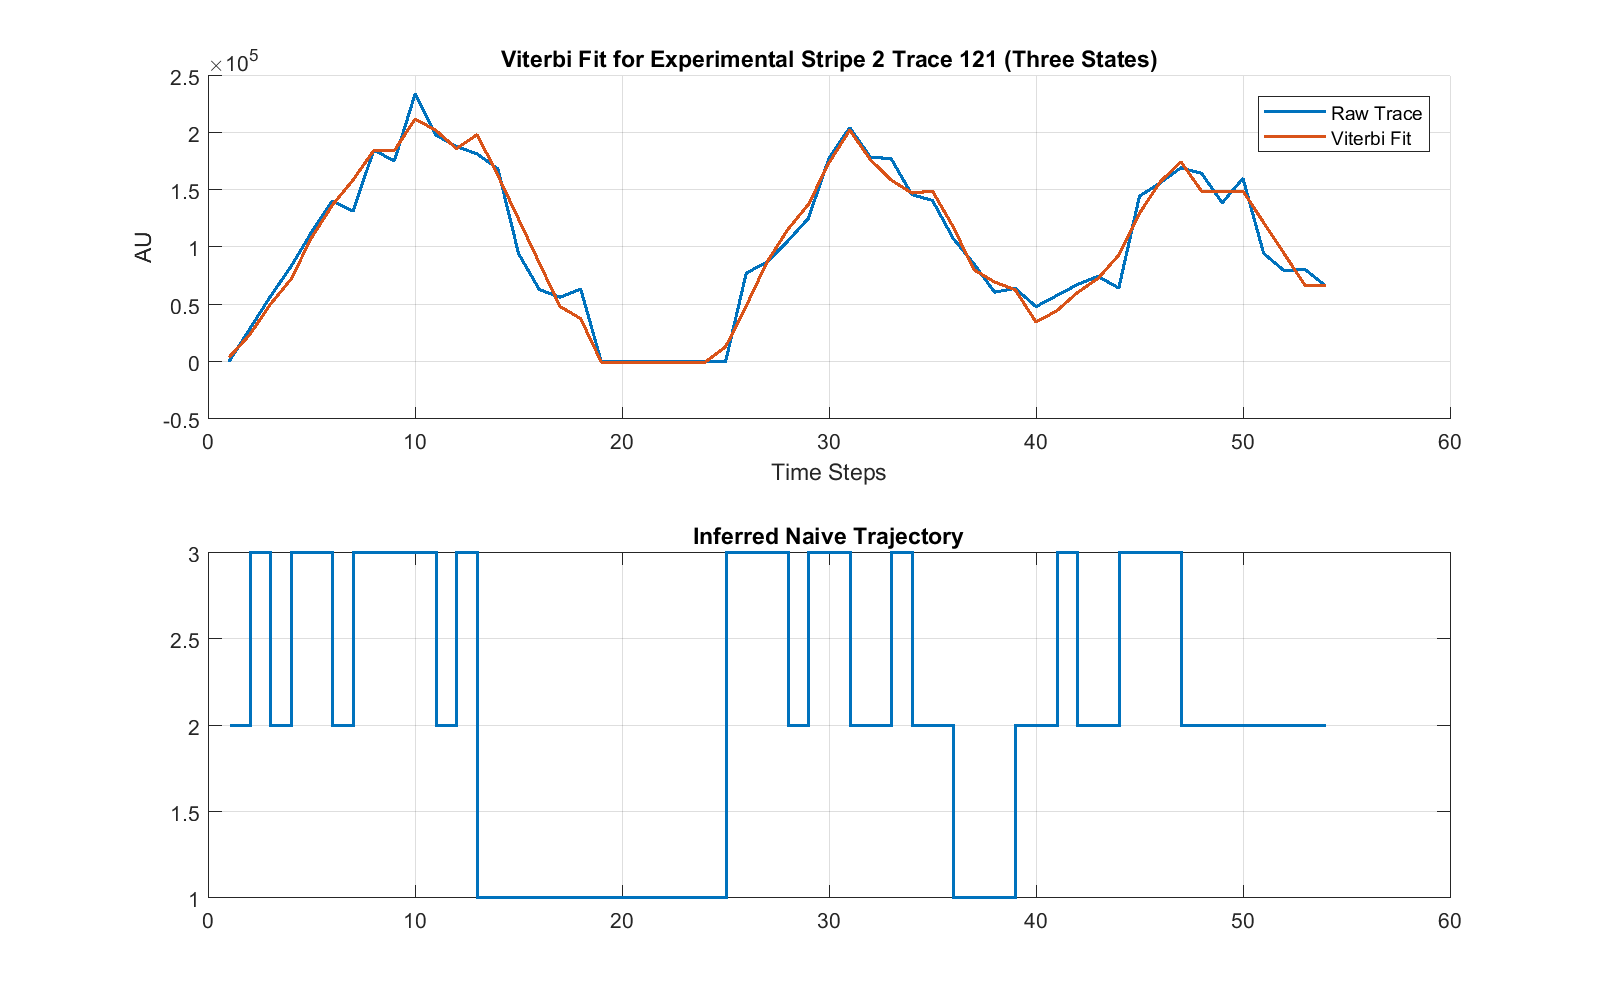 Viterbi Fit for Experimental Stripe 2 Trace 121 (Three States)
×10^5
2.5
2
1.5
1
0.5
0
-0.5
AU
Raw Trace
Viterbi Fit
0 10 20 30 40 50 60
Time Steps
Inferred Naive Trajectory
3
2.5
2
1.5
1
0 10 20 30 40 50 60